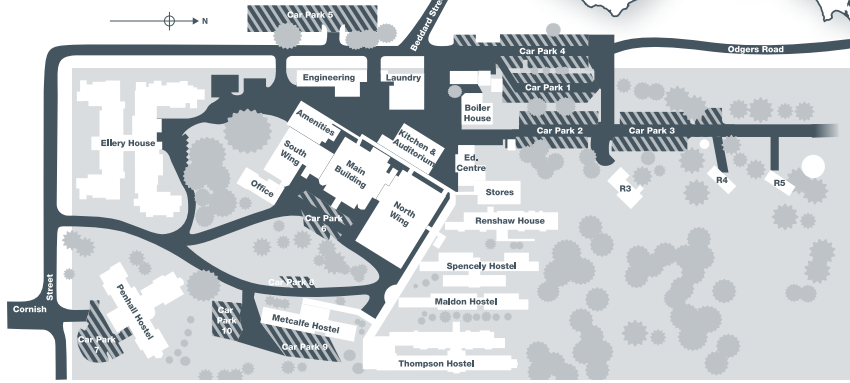 Car Park 5
N
Beddard Stre
Car Park 4
Odgers Road
Engineering
Laundry
Car Park 1
Boiler
House
Amenities
Kitchen &
Auditorium
Car Park 2
Car Park 3
Ellery House
South
Wing
Main
Building
Ed.
Centre
R3
R4
R5
Office
Stores
Car Park
6
North
Wing
Renshaw House
Spencely Hostel
Car Park 8
Street
Cornish
Penhall Hostel
Maldon Hostel
Car
Park
10
Metcalfe Hostel
Car Park
7
Car Park 9
Thompson Hostel